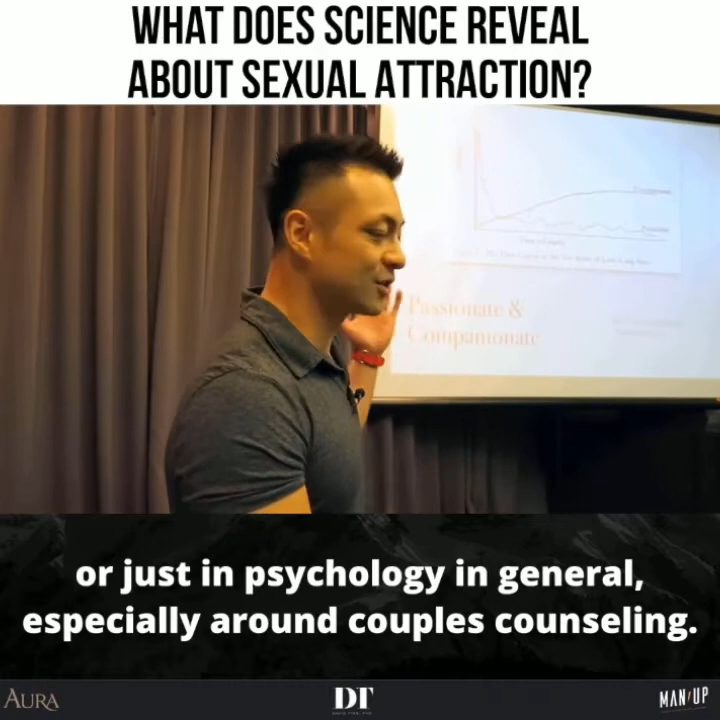 WHAT DOES SCIENCE REVEAL
ABOUT SEXUAL ATTRACTION?
Passionate &
Companionate
or just in psychology in general,
especially around couples counseling.
AURA
DT
MAN UP